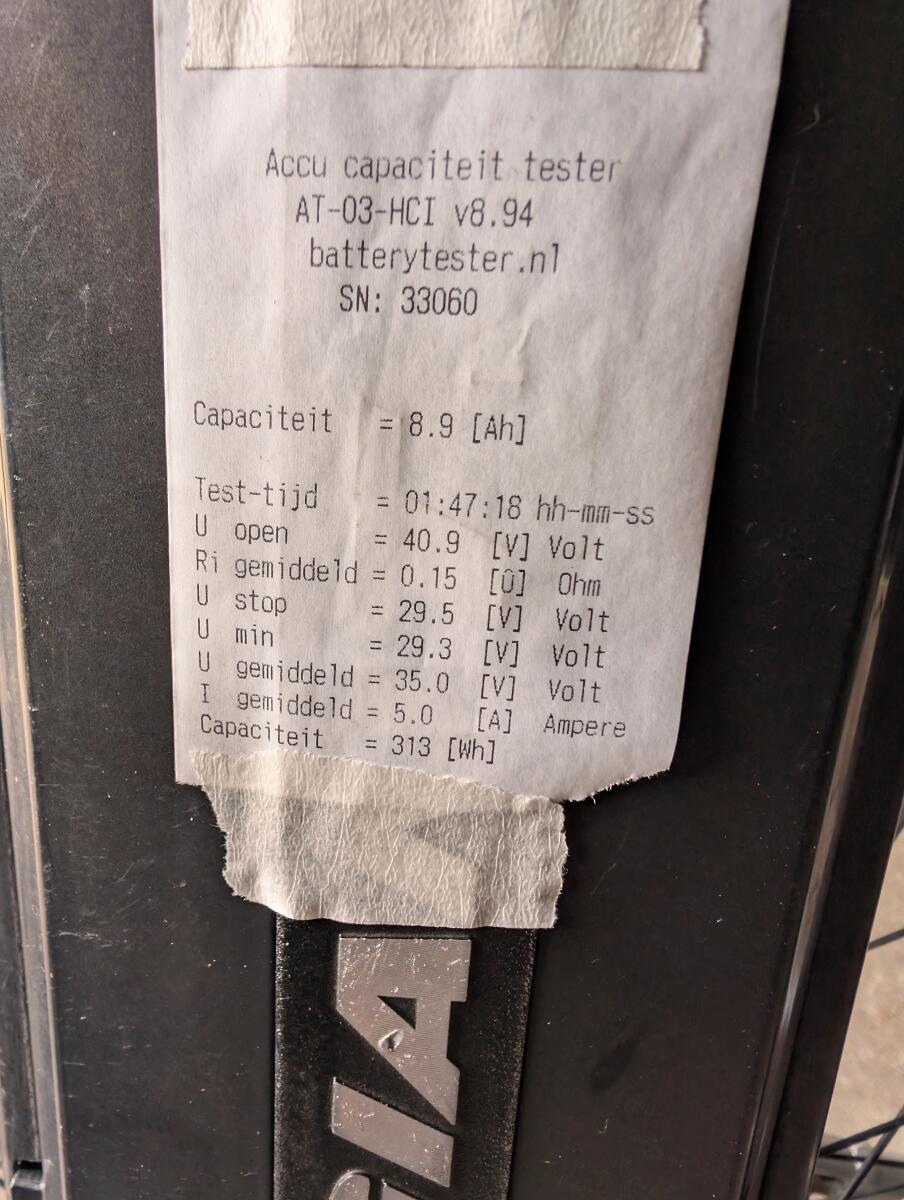 Accu capaciteit tester
AT-03-HCI v8.94
batterytester.nl
SN: 33060
Capaciteit = 8.9 [Ah]
Test-tijd = 01:47:18 hh-mm-ss
U open = 40.9 [V] Volt
Ri gemiddeld = 0.15 [Û] Ohm
U stop = 29.5 [V] Volt
U min = 29.3 [V] Volt
U gemiddeld = 35.0 [V] Volt
I gemiddeld = 5.0 [A] Ampere
Capaciteit = 313 [Wh]